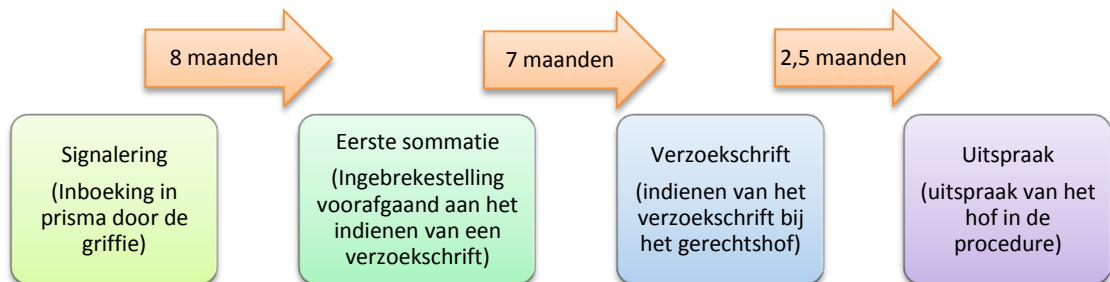 8 maanden
7 maanden
2,5 maanden
Signalering
(Inboeking in
prisma door de
griffie)
Eerste sommatie
(Ingebrekestelling
voorafgaand aan het
indienen van een
verzoekschrift)
Verzoekschrift
(indienen van het
verzoekschrift bij
het gerechtshof)
Uitspraak
(uitspraak van het
hof in de
procedure)